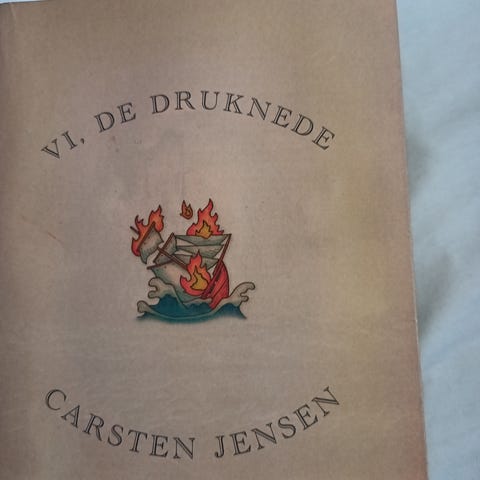 VI, DE DRUKNEDE
CARSTEN JENSEN